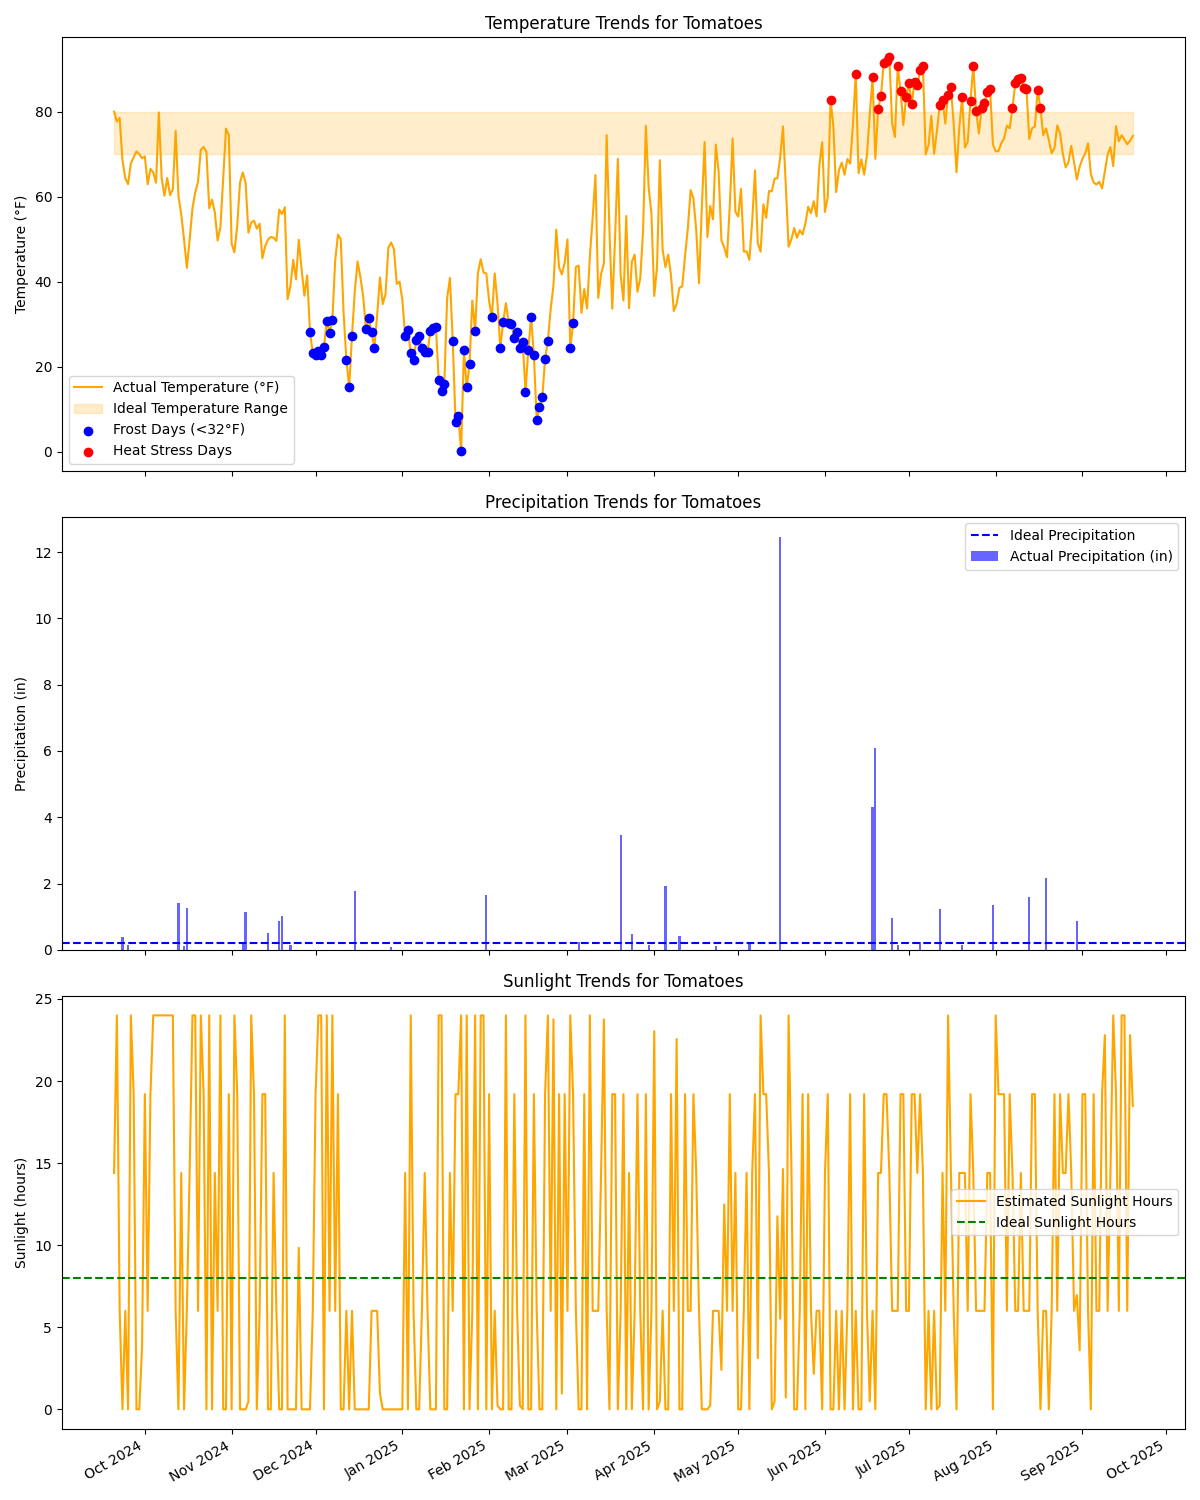 Temperature Trends for Tomatoes
Temperature (°F)
80
60
40
20
0
Actual Temperature (°F)
Ideal Temperature Range
Frost Days (<32°F)
Heat Stress Days
Precipitation Trends for Tomatoes
Precipitation (in)
12
10
8
6
4
2
0
Ideal Precipitation
Actual Precipitation (in)
Sunlight Trends for Tomatoes
Sunlight (hours)
25
20
15
10
5
0
Estimated Sunlight Hours
Ideal Sunlight Hours
Oct 2024
Nov 2024
Dec 2024
Jan 2025
Feb 2025
Mar 2025
Apr 2025
May 2025
Jun 2025
Jul 2025
Aug 2025
Sep 2025
Oct 2025